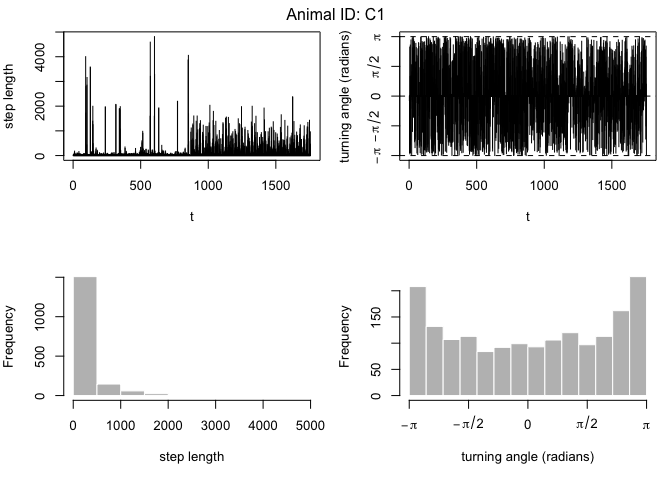 Animal ID: C1
step length
0 2000 4000
0 500 1000 1500
t
turning angle (radians)
−π −π/2 0 π/2 π
0 500 1000 1500
t
Frequency
0 500 1000
0 1000 2000 3000 4000 5000
step length
Frequency
0 50 150
−π −π/2 0 π/2 π
turning angle (radians)